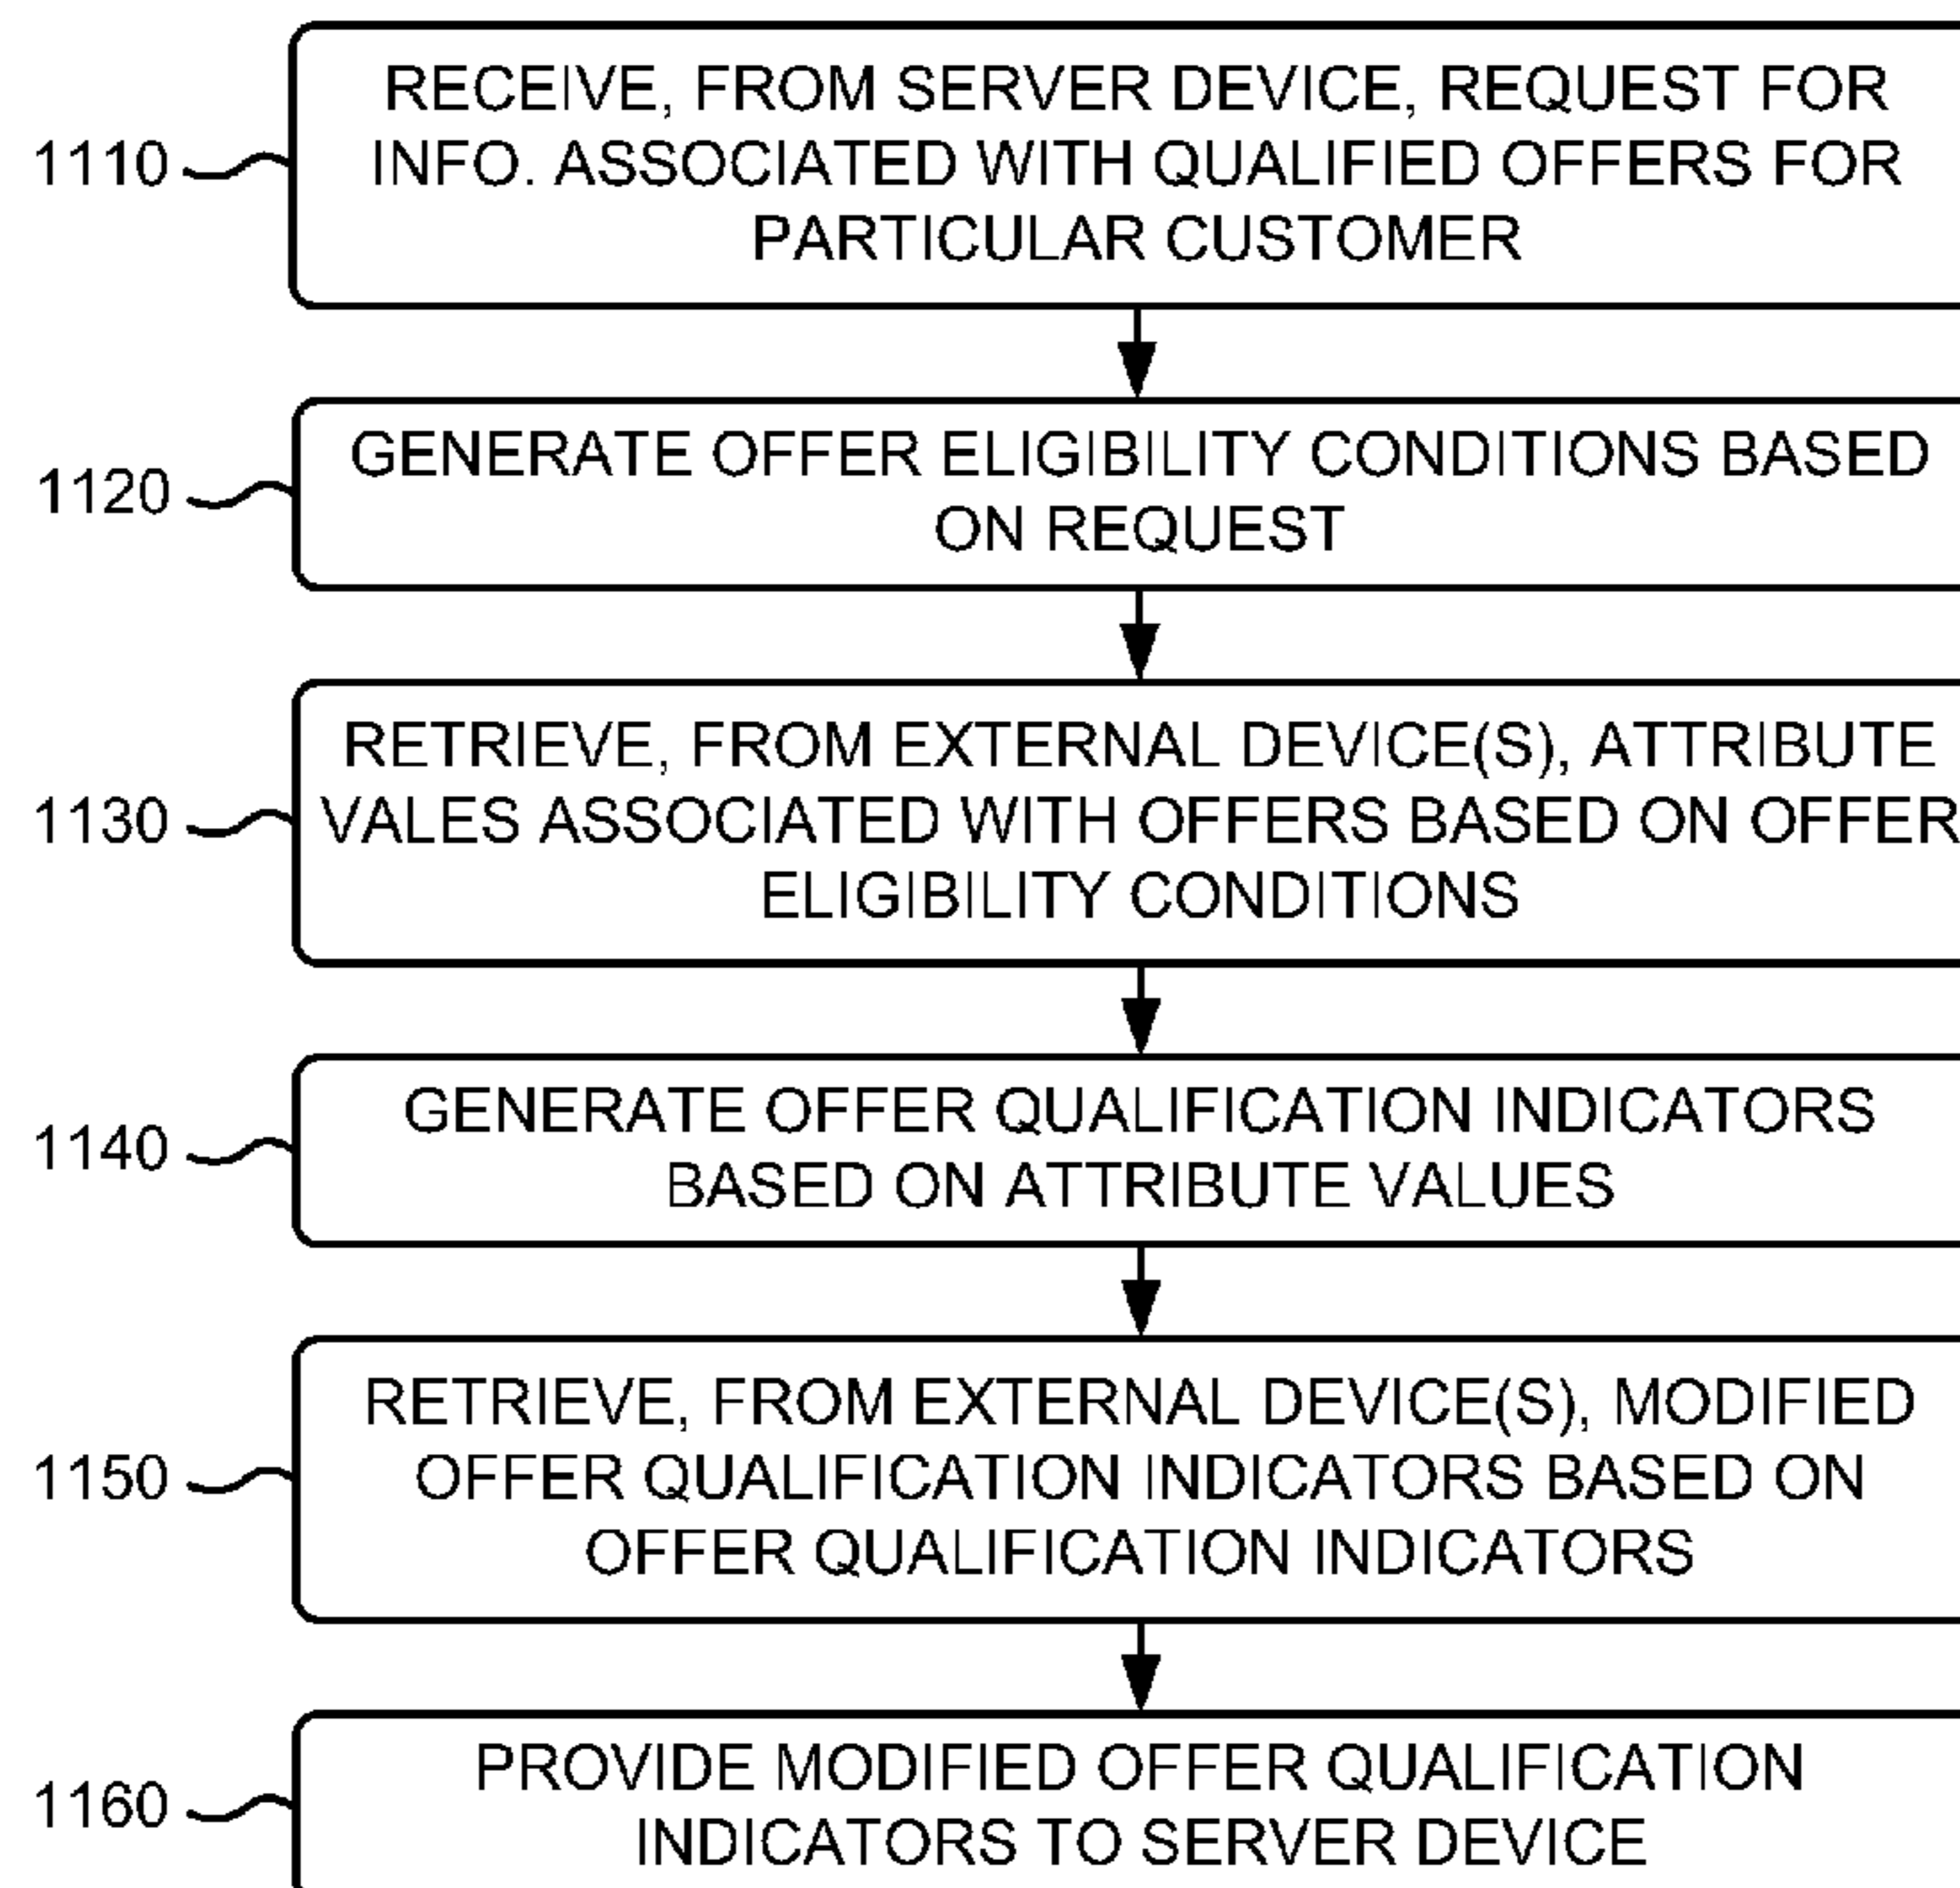 RECEIVE, FROM SERVER DEVICE, REQUEST FOR
1110
INFO. ASSOCIATED WITH QUALIFIED OFFERS FOR
PARTICULAR CUSTOMER
GENERATE OFFER ELIGIBILITY CONDITIONS BASED
1120
ON REQUEST
RETRIEVE, FROM EXTERNAL DEVICE(S), ATTRIBUTE
1130
VALES ASSOCIATED WITH OFFERS BASED ON OFFER
ELIGIBILITY CONDITIONS
GENERATE OFFER QUALIFICATION INDICATORS
1140
BASED ON ATTRIBUTE VALUES
RETRIEVE, FROM EXTERNAL DEVICE(S), MODIFIED
1150
OFFER QUALIFICATION INDICATORS BASED ON
OFFER QUALIFICATION INDICATORS
PROVIDE MODIFIED OFFER QUALIFICATION
1160
INDICATORS TO SERVER DEVICE